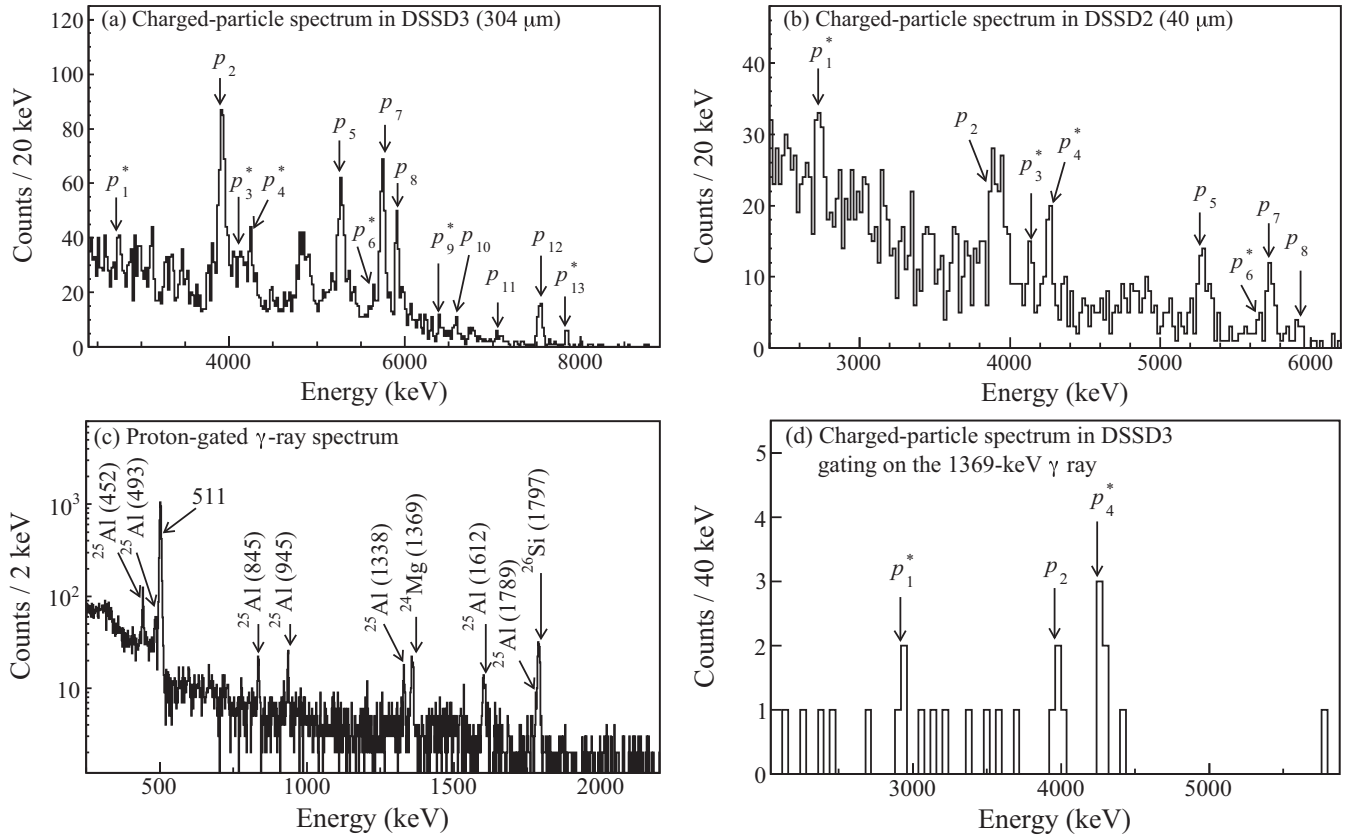 (a) Charged-particle spectrum in DSSD3 (304 μm)
120
100
80
60
40
20
0
Counts / 20 keV
p1*
p2
p3*
p4*
p5
p6*
p7
p8
p9*
p10
p11
p12
p13*
4000
6000
8000
Energy (keV)
(b) Charged-particle spectrum in DSSD2 (40 μm)
40
30
20
10
0
Counts / 20 keV
p1*
p2
p3*
p4*
p5
p6*
p7
p8
3000
4000
5000
6000
Energy (keV)
(c) Proton-gated γ-ray spectrum
10³
10²
10
Counts / 2 keV
²⁵Al (452)
²⁵Al (493)
511
²⁵Al (845)
²⁵Al (945)
²⁵Al (1338)
²⁴Mg (1369)
²⁵Al (1612)
²⁵Al (1789)
²⁶Si (1797)
500
1000
1500
2000
Energy (keV)
(d) Charged-particle spectrum in DSSD3
gating on the 1369-keV γ ray
5
4
3
2
1
0
Counts / 40 keV
p1*
p2
p4*
3000
4000
5000
Energy (keV)